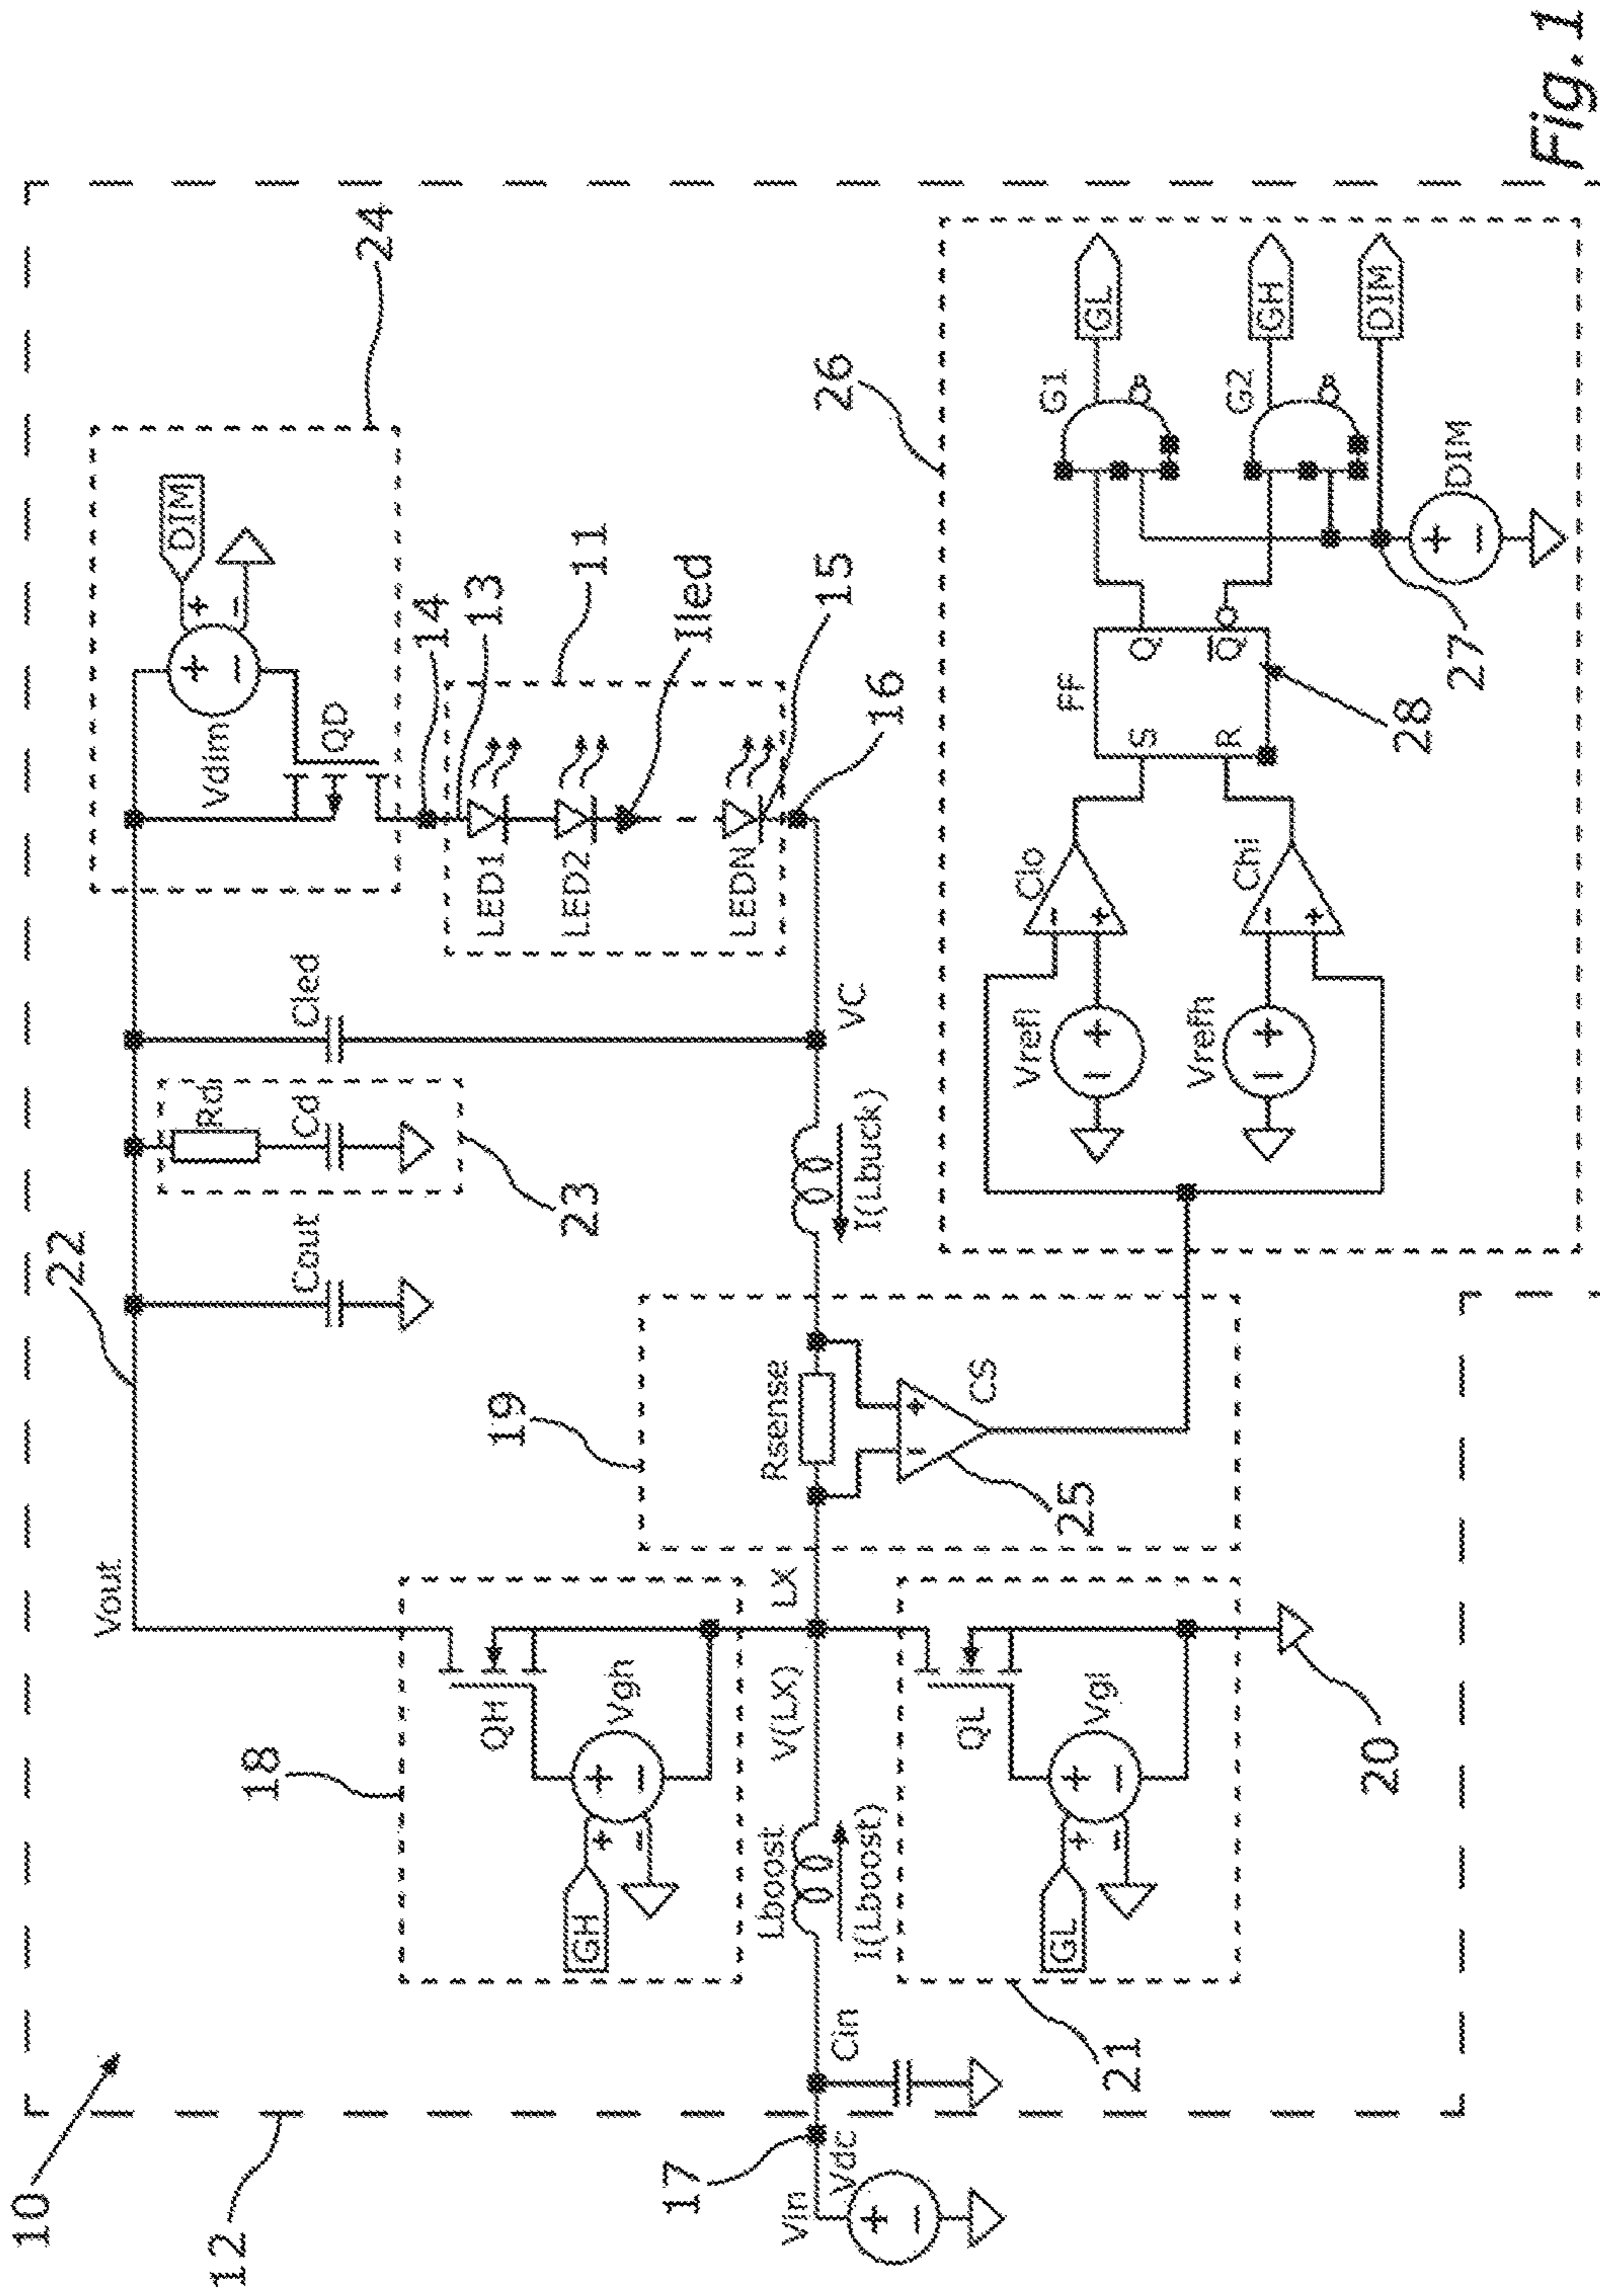 10
12
22
Vout
18
GH
+
−
+
−
QH
Vgh
19
Cout
Rd
Cd
23
Cled
Vdim
+
−
+
−
DIM
QD
24
14
13
11
Iled
15
16
LED1
LED2
LEDN
17
Vin
Vdc
+
−
Cin
Lboost
I(Lboost)
V(LX)
LX
Rsense
−
+
CS
25
I(Lbuck)
VC
GL
+
−
+
−
QL
Vgl
21
20
26
Vrefl
− +
Vrefh
− +
Clo
−
+
Chi
−
+
FF
S
R
Q
Q
28
G1
G2
GL
GH
DIM
27
+
−
DIM
Fig. 1